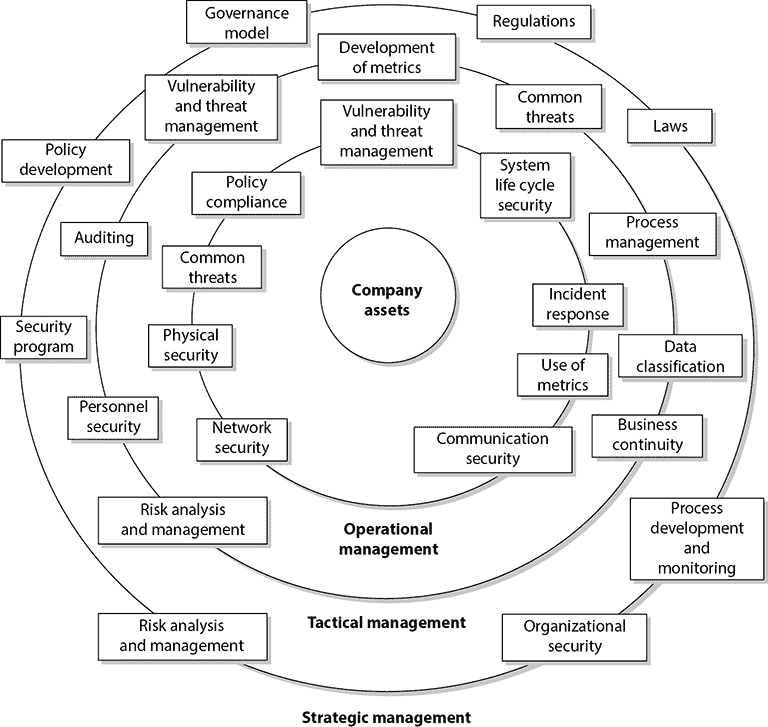 Governance
model
Regulations
Development
of metrics
Vulnerability
and threat
management
Common
threats
Vulnerability
and threat
management
Laws
Policy
development
System
life cycle
security
Policy
compliance
Process
management
Auditing
Common
threats
Company
assets
Incident
response
Security
program
Physical
security
Data
classification
Use of
metrics
Personnel
security
Network
security
Communication
security
Business
continuity
Risk analysis
and management
Operational
management
Process
development
and
monitoring
Tactical management
Risk analysis
and management
Organizational
security
Strategic management